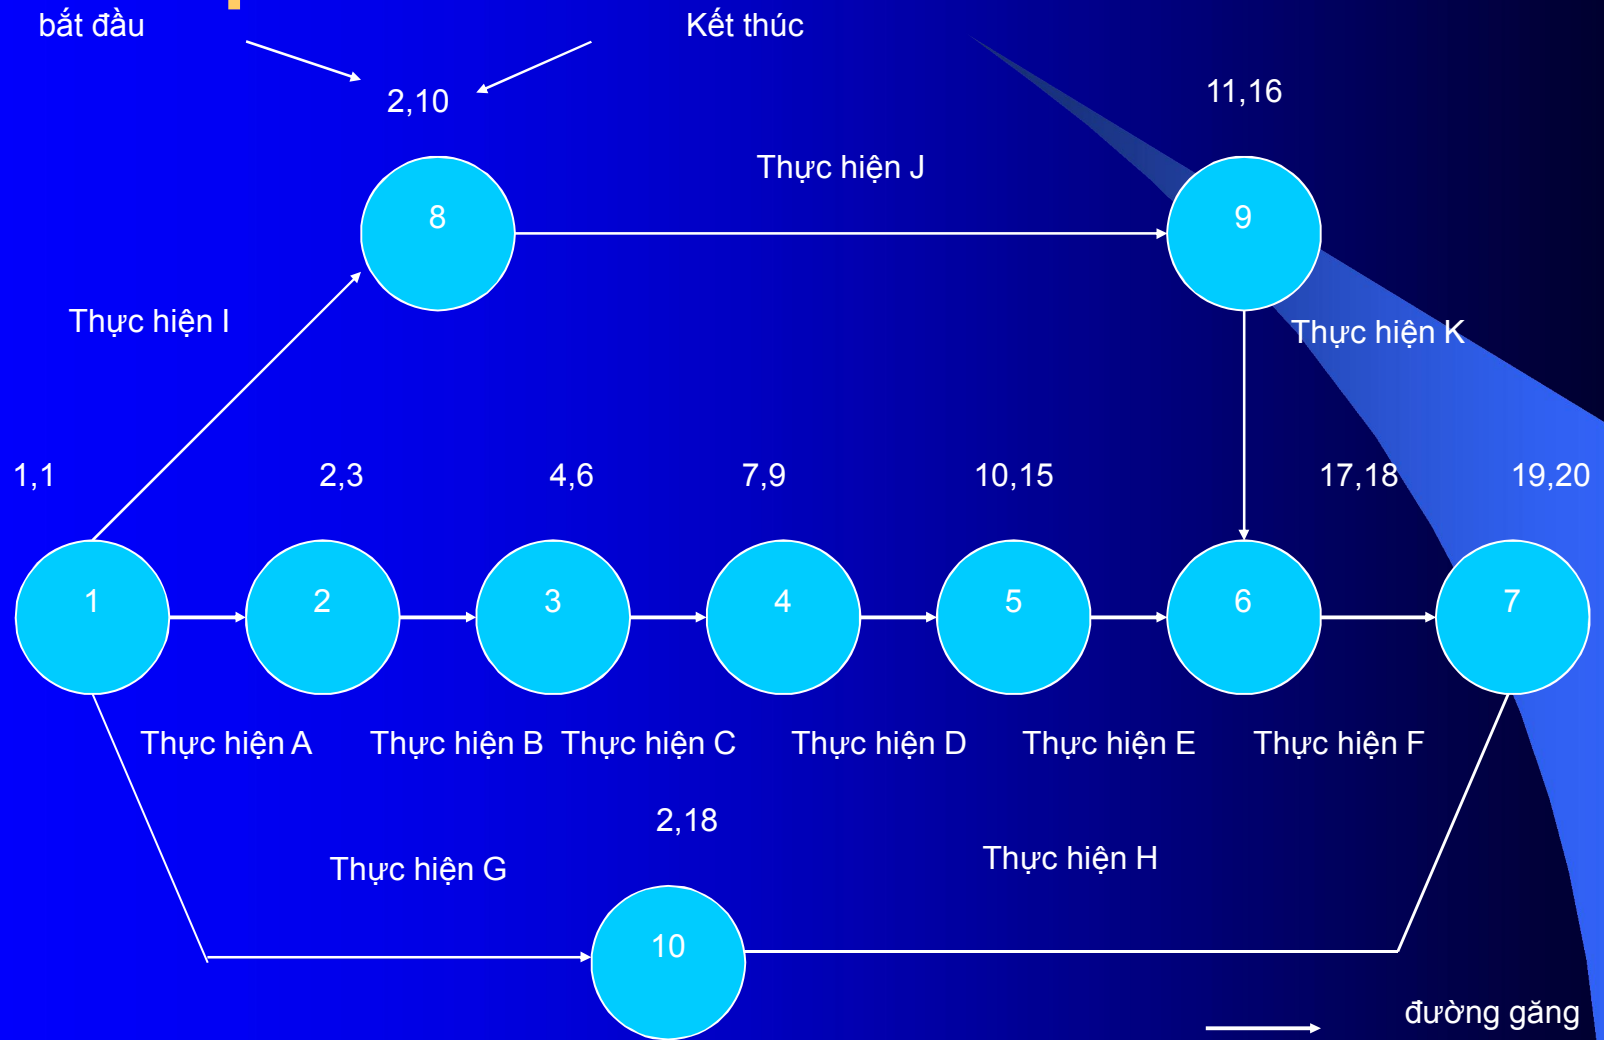 bắt đầu
Kết thúc
2,10
11,16
Thực hiện J
8
9
Thực hiện I
Thực hiện K
1,1
2,3
4,6
7,9
10,15
17,18
19,20
1
2
3
4
5
6
7
Thực hiện A
Thực hiện B
Thực hiện C
Thực hiện D
Thực hiện E
Thực hiện F
2,18
Thực hiện G
Thực hiện H
10
đường găng